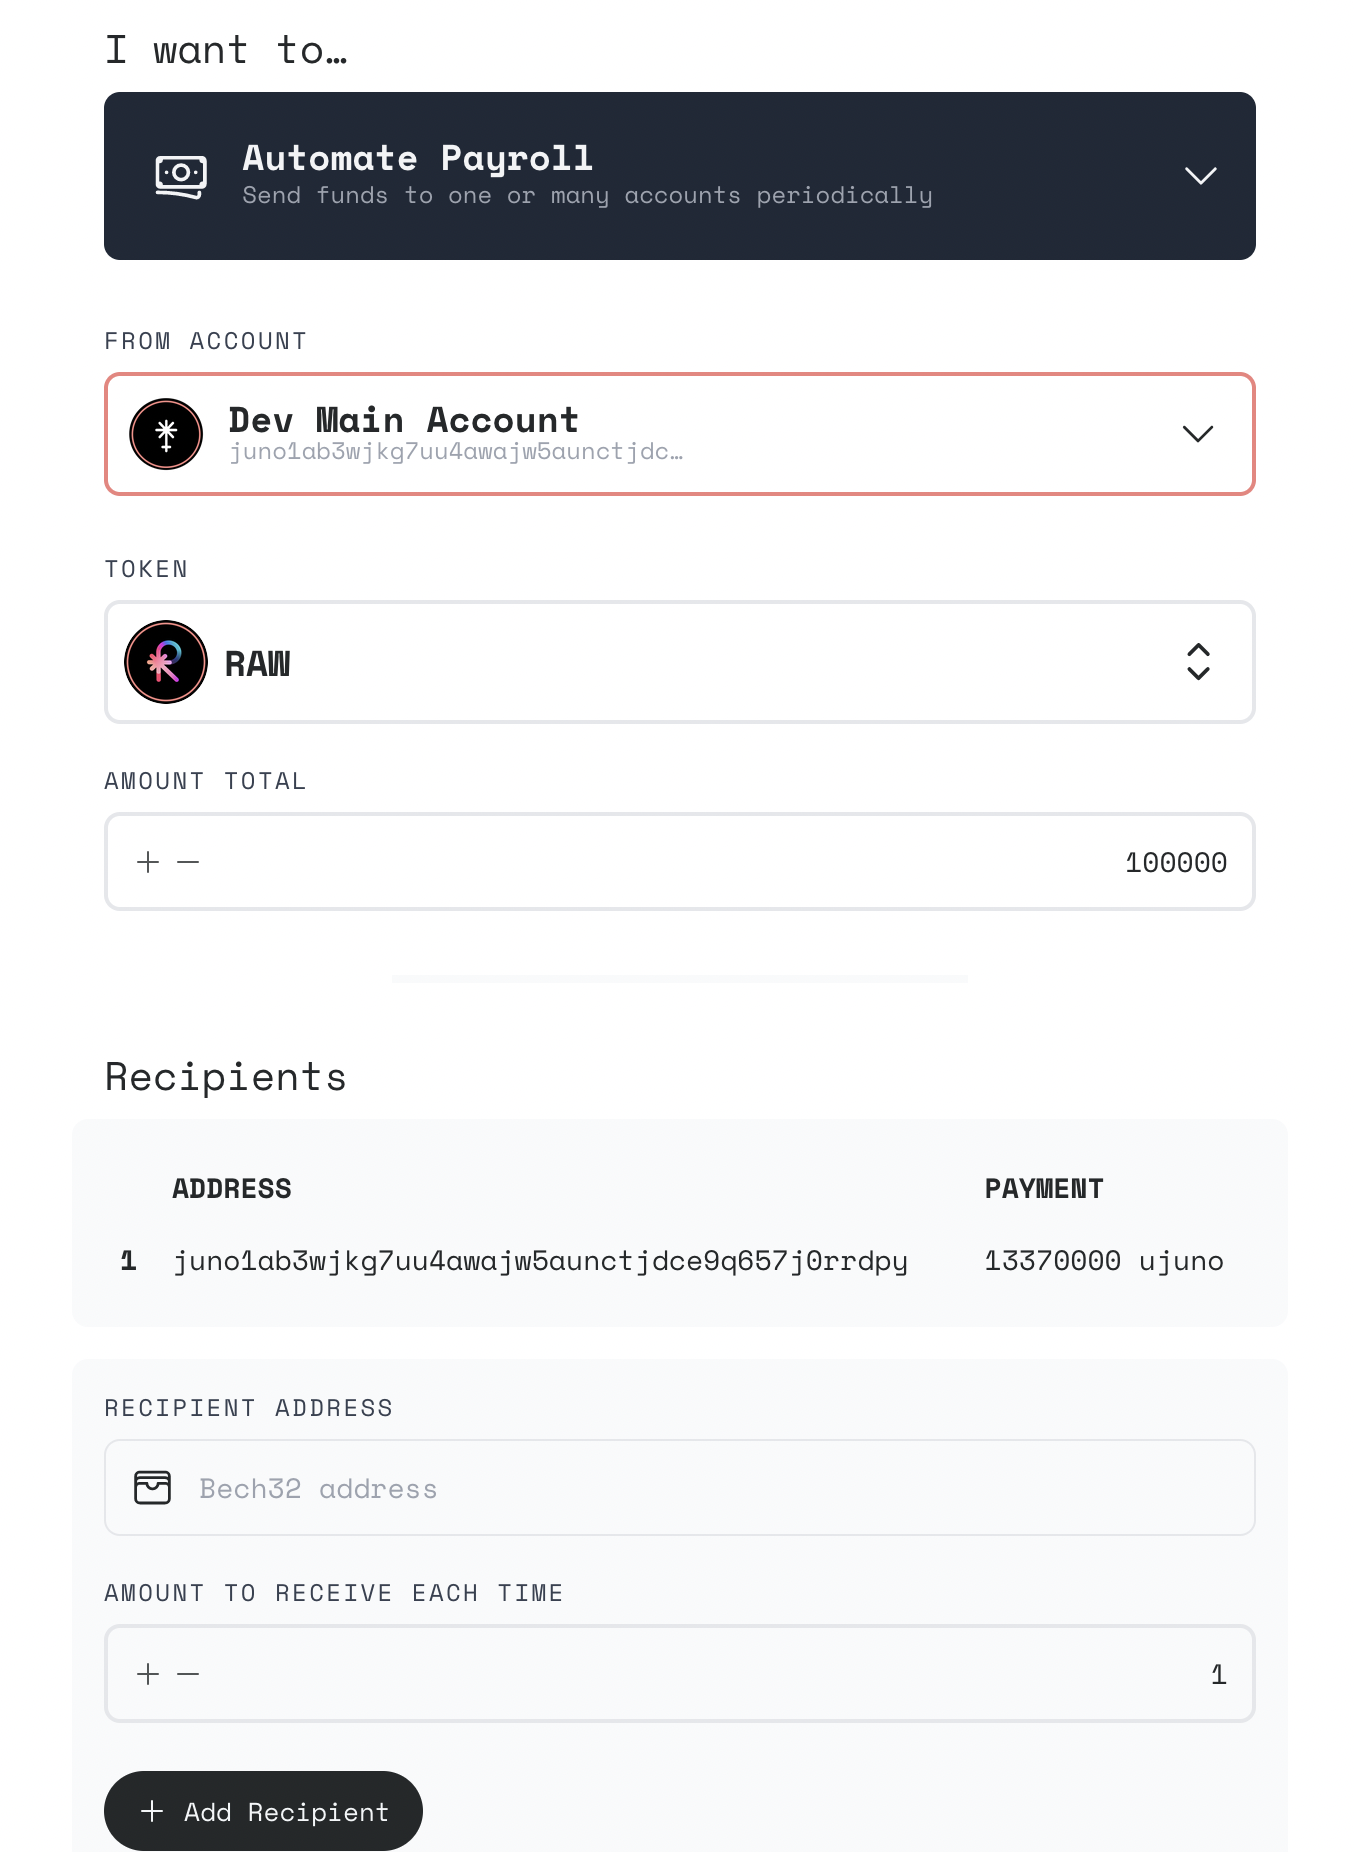 I want to…
Automate Payroll
Send funds to one or many accounts periodically
FROM ACCOUNT
Dev Main Account
juno1ab3wjkg7uu4awajw5aunctjdc…
TOKEN
RAW
AMOUNT TOTAL
100000
Recipients
ADDRESS PAYMENT
1 juno1ab3wjkg7uu4awajw5aunctjdce9q657j0rrdpy 13370000 ujuno
RECIPIENT ADDRESS
Bech32 address
AMOUNT TO RECEIVE EACH TIME
1
Add Recipient